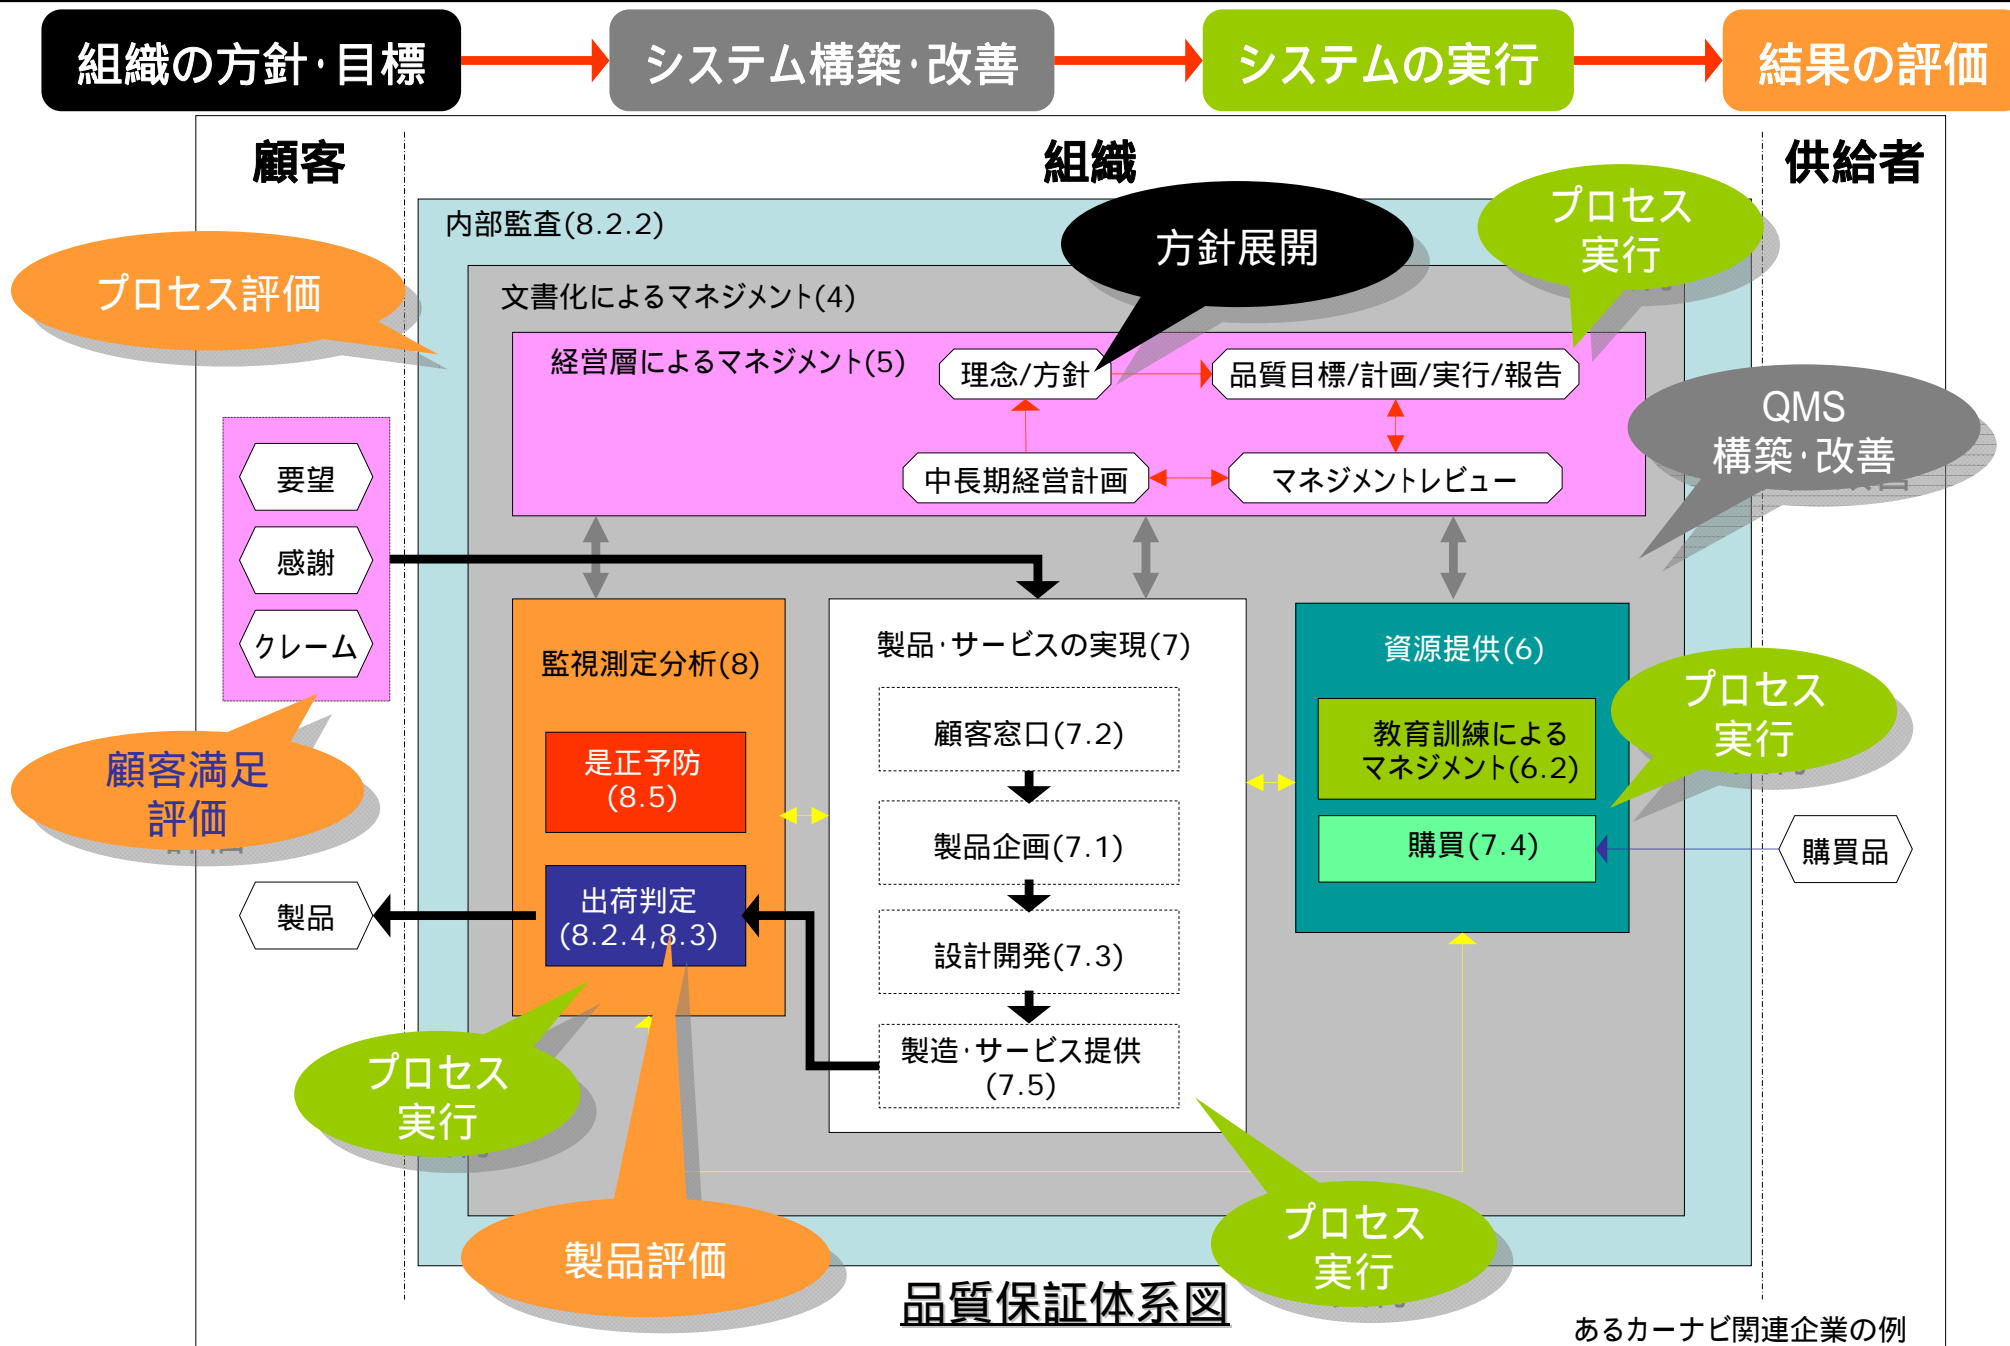 組織の方針・目標
システム構築・改善
システムの実行
結果の評価
顧客
組織
供給者
内部監査(8.2.2)
プロセス
実行
方針展開
プロセス評価
文書化によるマネジメント(4)
経営層によるマネジメント(5)
理念/方針
品質目標/計画/実行/報告
QMS
構築・改善
中長期経営計画
マネジメントレビュー
要望
感謝
クレーム
監視測定分析(8)
製品・サービスの実現(7)
資源提供(6)
顧客窓口(7.2)
教育訓練による
マネジメント(6.2)
プロセス
実行
顧客満足
評価
是正予防
(8.5)
製品企画(7.1)
購買(7.4)
購買品
製品
出荷判定
(8.2.4,8.3)
設計開発(7.3)
製造・サービス提供
(7.5)
プロセス
実行
製品評価
プロセス
実行
品質保証体系図
あるカーナビ関連企業の例